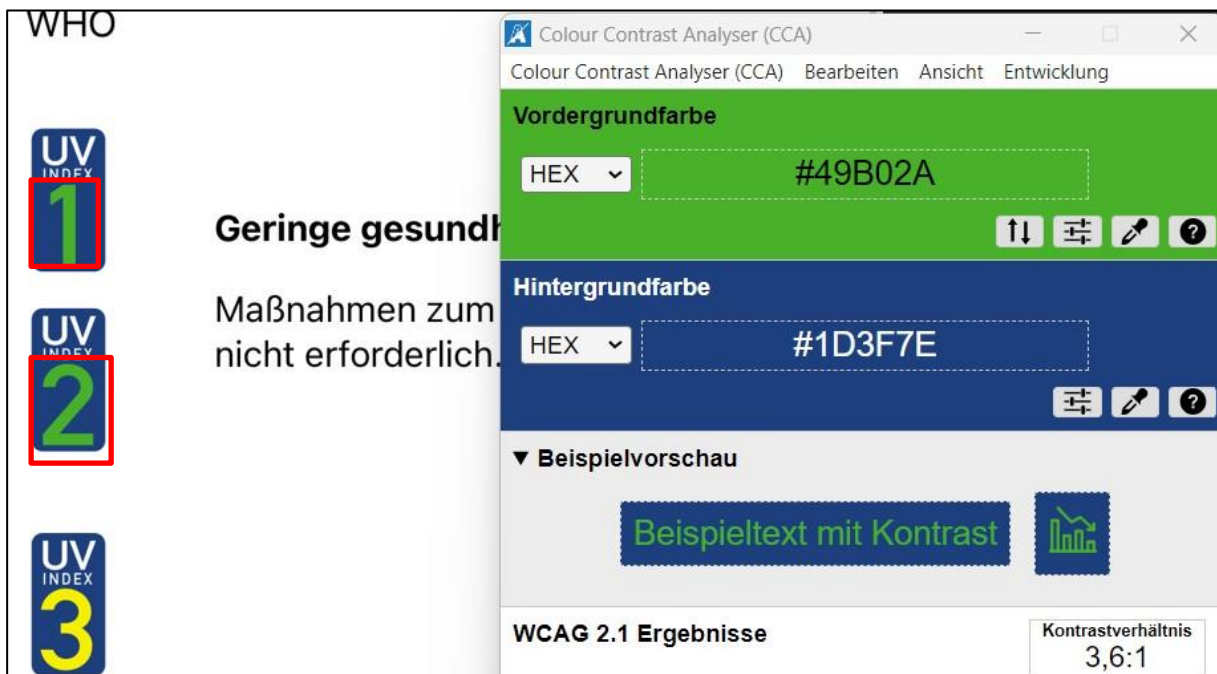 WHO
UV
INDEX
1
Geringe gesundh
Maßnahmen zum
nicht erforderlich.
UV
INDEX
2
UV
INDEX
3
Colour Contrast Analyser (CCA)
Colour Contrast Analyser (CCA) Bearbeiten Ansicht Entwicklung
Vordergrundfarbe
HEX #49B02A
Hintergrundfarbe
HEX #1D3F7E
▼ Beispielvorschau
Beispieltext mit Kontrast
WCAG 2.1 Ergebnisse
Kontrastverhältnis
3,6:1